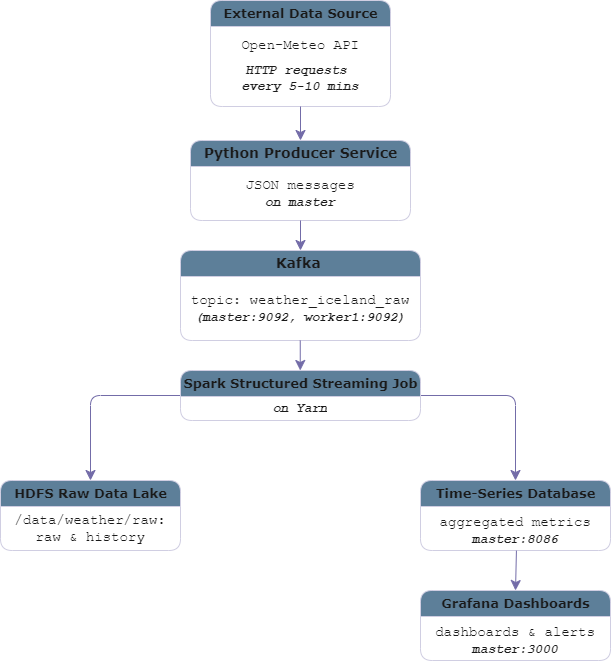 External Data Source
Open-Meteo API
HTTP requests
every 5-10 mins
Python Producer Service
JSON messages
on master
Kafka
topic: weather_iceland_raw
(master:9092, worker1:9092)
Spark Structured Streaming Job
on Yarn
HDFS Raw Data Lake
/data/weather/raw:
raw & history
Time-Series Database
aggregated metrics
master:8086
Grafana Dashboards
dashboards & alerts
master:3000